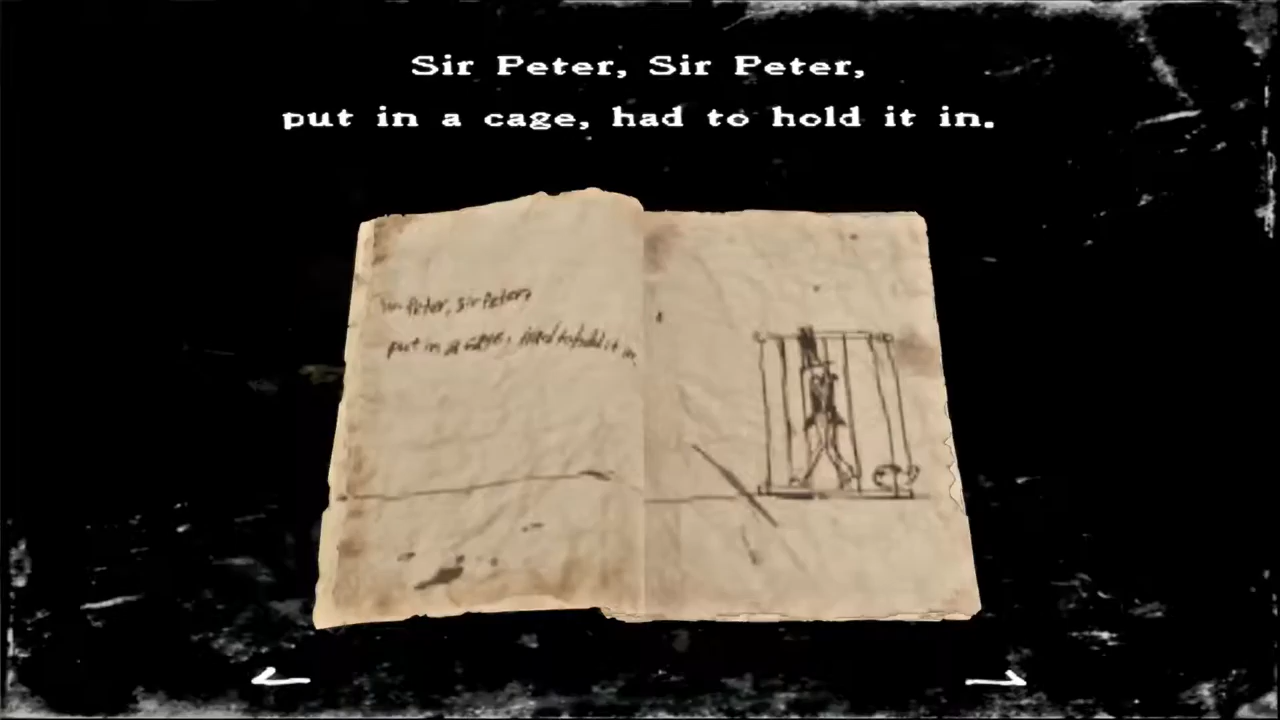 Sir Peter, Sir Peter,
put in a cage, had to hold it in.
Sir Peter, Sir Peter,
put in a cage, had to hold it in.